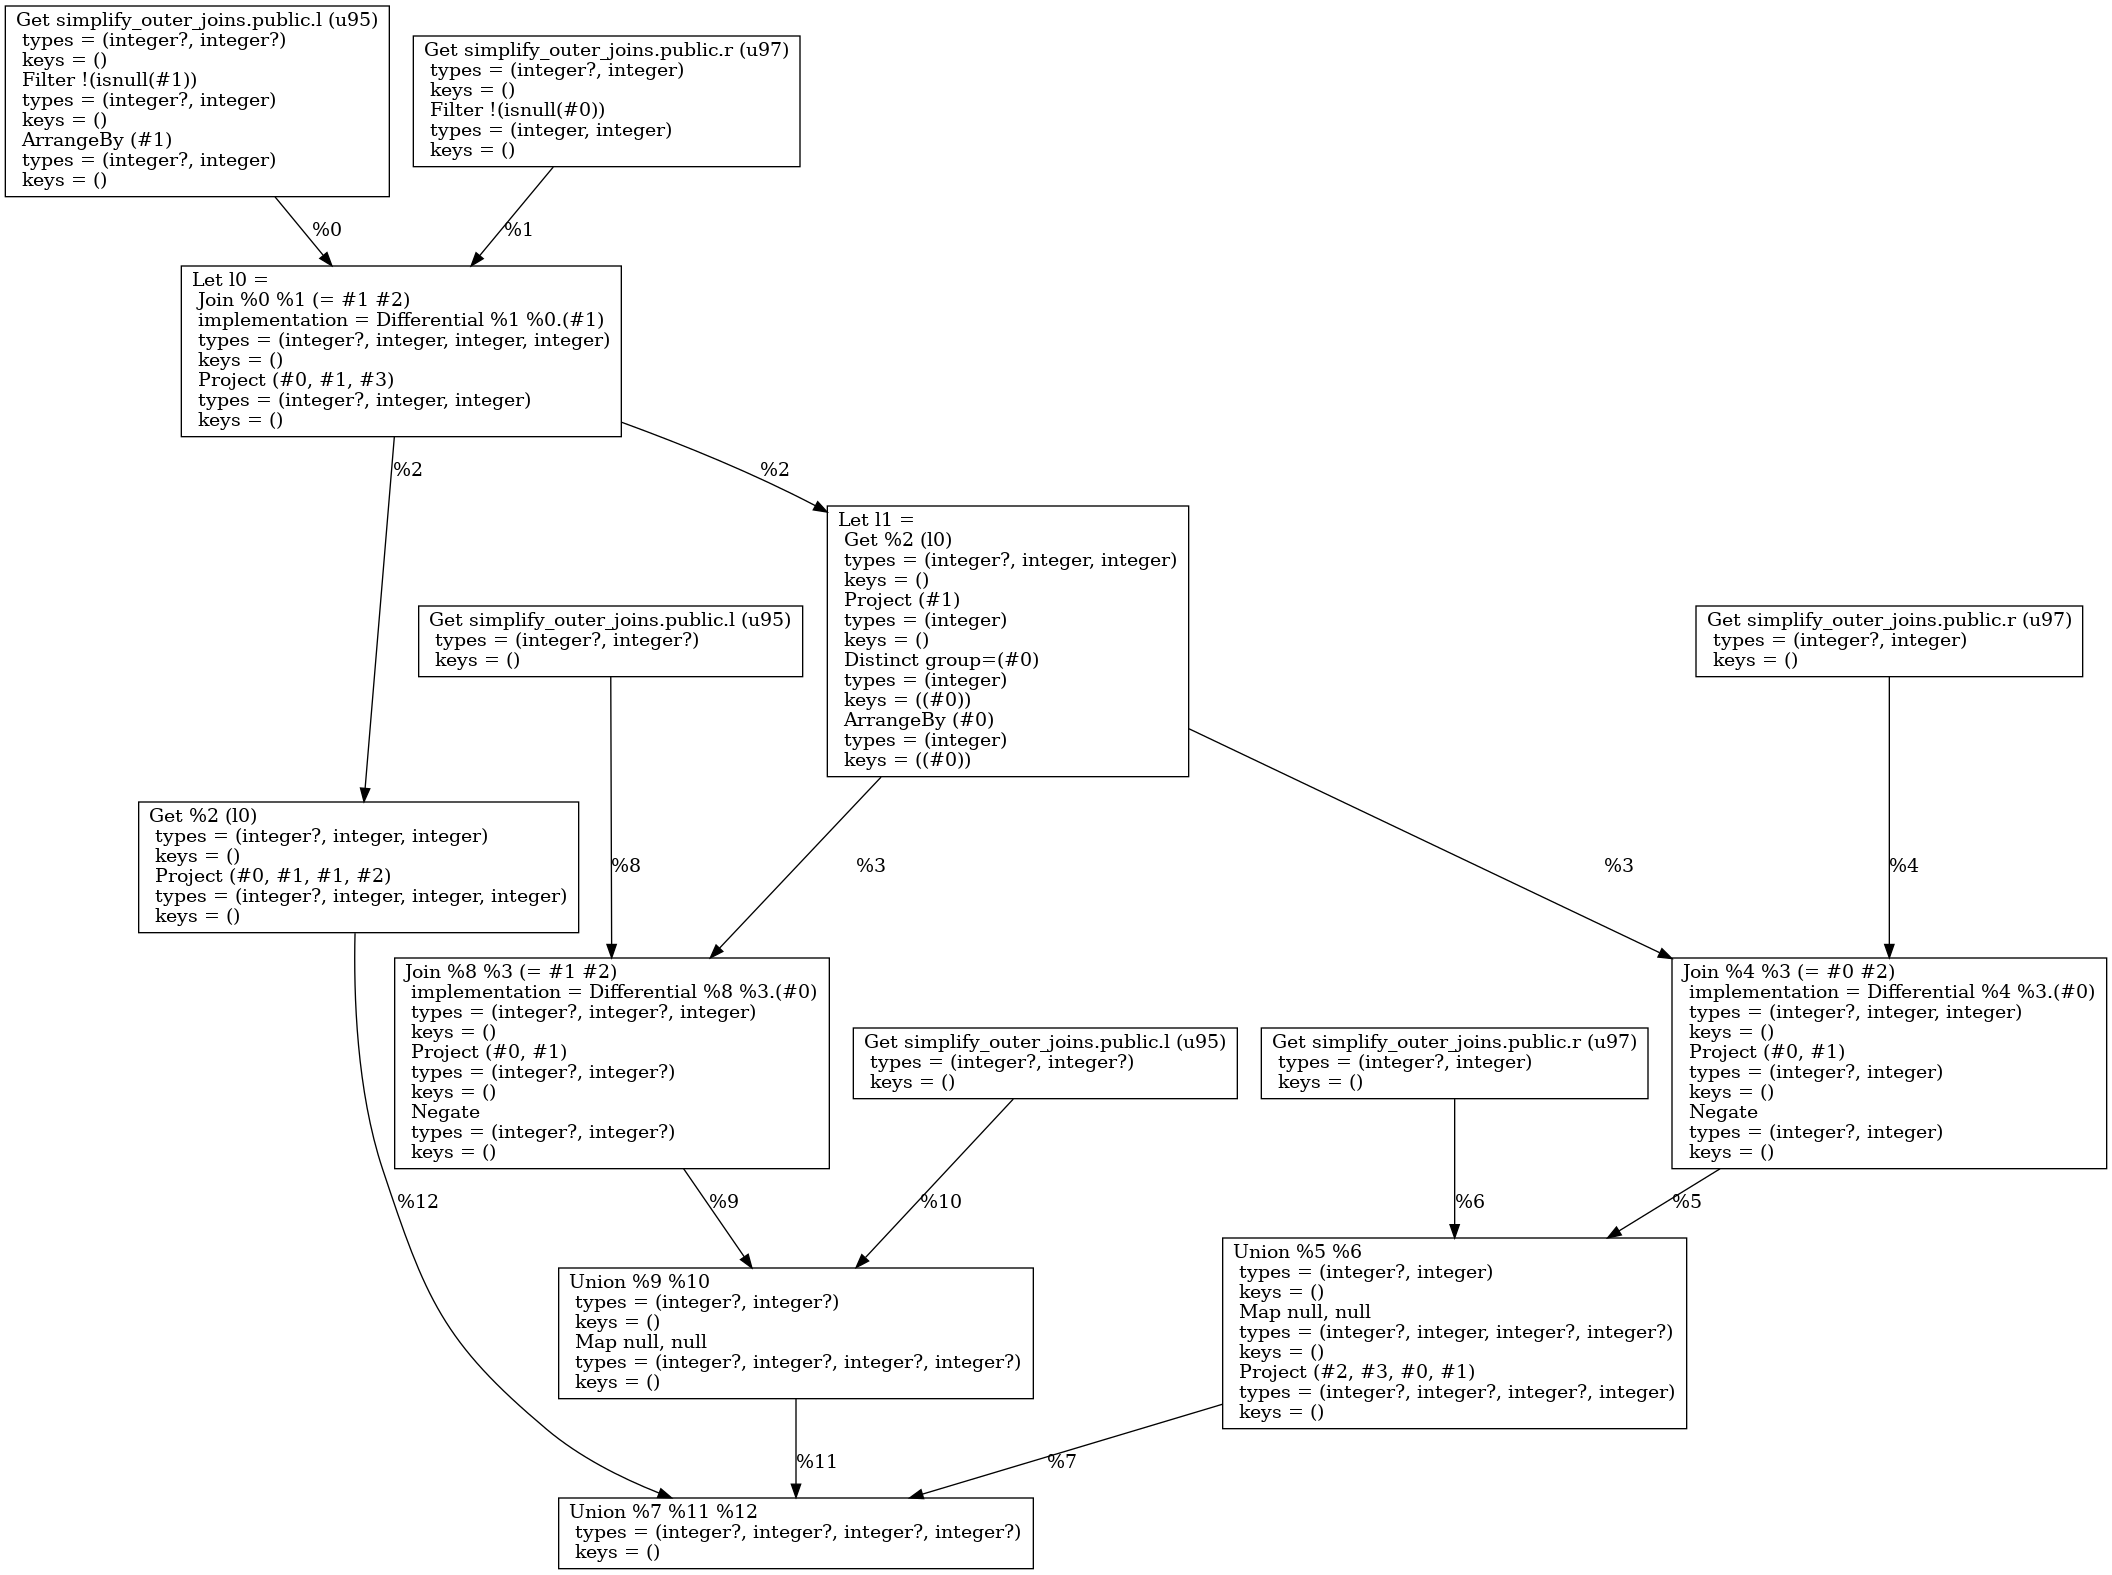 Get simplify_outer_joins.public.l (u95)
types = (integer?, integer?)
keys = ()
Filter !(isnull(#1))
types = (integer?, integer)
keys = ()
ArrangeBy (#1)
types = (integer?, integer)
keys = ()
Get simplify_outer_joins.public.r (u97)
types = (integer?, integer)
keys = ()
Filter !(isnull(#0))
types = (integer, integer)
keys = ()
%0
%1
Let l0 =
Join %0 %1 (= #1 #2)
implementation = Differential %1 %0.(#1)
types = (integer?, integer, integer, integer)
keys = ()
Project (#0, #1, #3)
types = (integer?, integer, integer)
keys = ()
%2
%2
Let l1 =
Get %2 (l0)
types = (integer?, integer, integer)
keys = ()
Project (#1)
types = (integer)
keys = ()
Distinct group=(#0)
types = (integer)
keys = ((#0))
ArrangeBy (#0)
types = (integer)
keys = ((#0))
Get simplify_outer_joins.public.l (u95)
types = (integer?, integer?)
keys = ()
Get simplify_outer_joins.public.r (u97)
types = (integer?, integer)
keys = ()
Get %2 (l0)
types = (integer?, integer, integer)
keys = ()
Project (#0, #1, #1, #2)
types = (integer?, integer, integer, integer)
keys = ()
%8
%3
%3
%4
Join %8 %3 (= #1 #2)
implementation = Differential %8 %3.(#0)
types = (integer?, integer?, integer)
keys = ()
Project (#0, #1)
types = (integer?, integer?)
keys = ()
Negate
types = (integer?, integer?)
keys = ()
Get simplify_outer_joins.public.l (u95)
types = (integer?, integer?)
keys = ()
Get simplify_outer_joins.public.r (u97)
types = (integer?, integer)
keys = ()
Join %4 %3 (= #0 #2)
implementation = Differential %4 %3.(#0)
types = (integer?, integer, integer)
keys = ()
Project (#0, #1)
types = (integer?, integer)
keys = ()
Negate
types = (integer?, integer)
keys = ()
%12
%9
%10
%6
%5
Union %9 %10
types = (integer?, integer?)
keys = ()
Map null, null
types = (integer?, integer?, integer?, integer?)
keys = ()
Union %5 %6
types = (integer?, integer)
keys = ()
Map null, null
types = (integer?, integer, integer?, integer?)
keys = ()
Project (#2, #3, #0, #1)
types = (integer?, integer?, integer?, integer)
keys = ()
%11
%7
Union %7 %11 %12
types = (integer?, integer?, integer?, integer?)
keys = ()